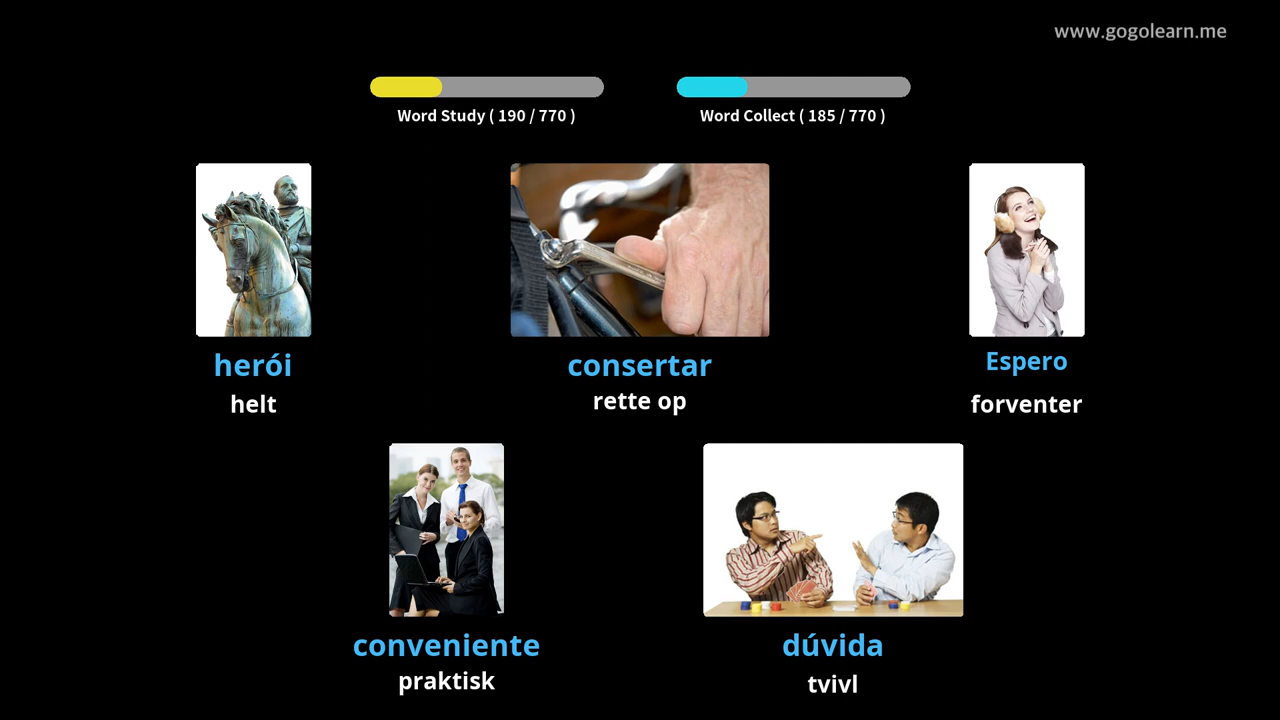 www.gogolearn.me
Word Study ( 190 / 770 )
Word Collect ( 185 / 770 )
herói
helt
consertar
rette op
Espero
forventer
conveniente
praktisk
dúvida
tvivl